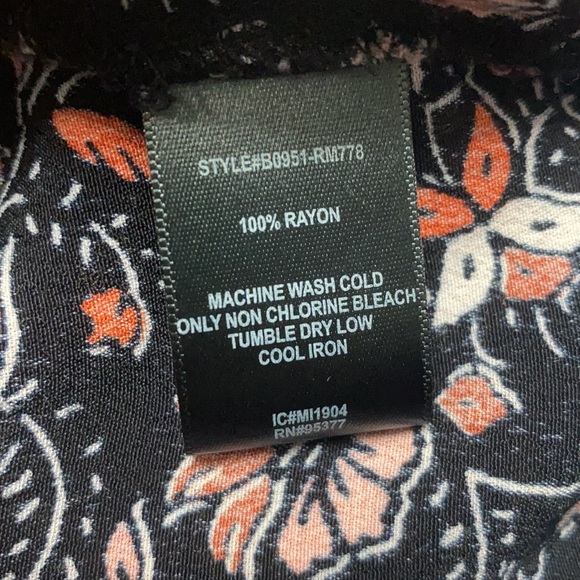 STYLE#B0951-RM778
100% RAYON
MACHINE WASH COLD
ONLY NON CHLORINE BLEACH
TUMBLE DRY LOW
COOL IRON
IC#MI1904
RN#95377